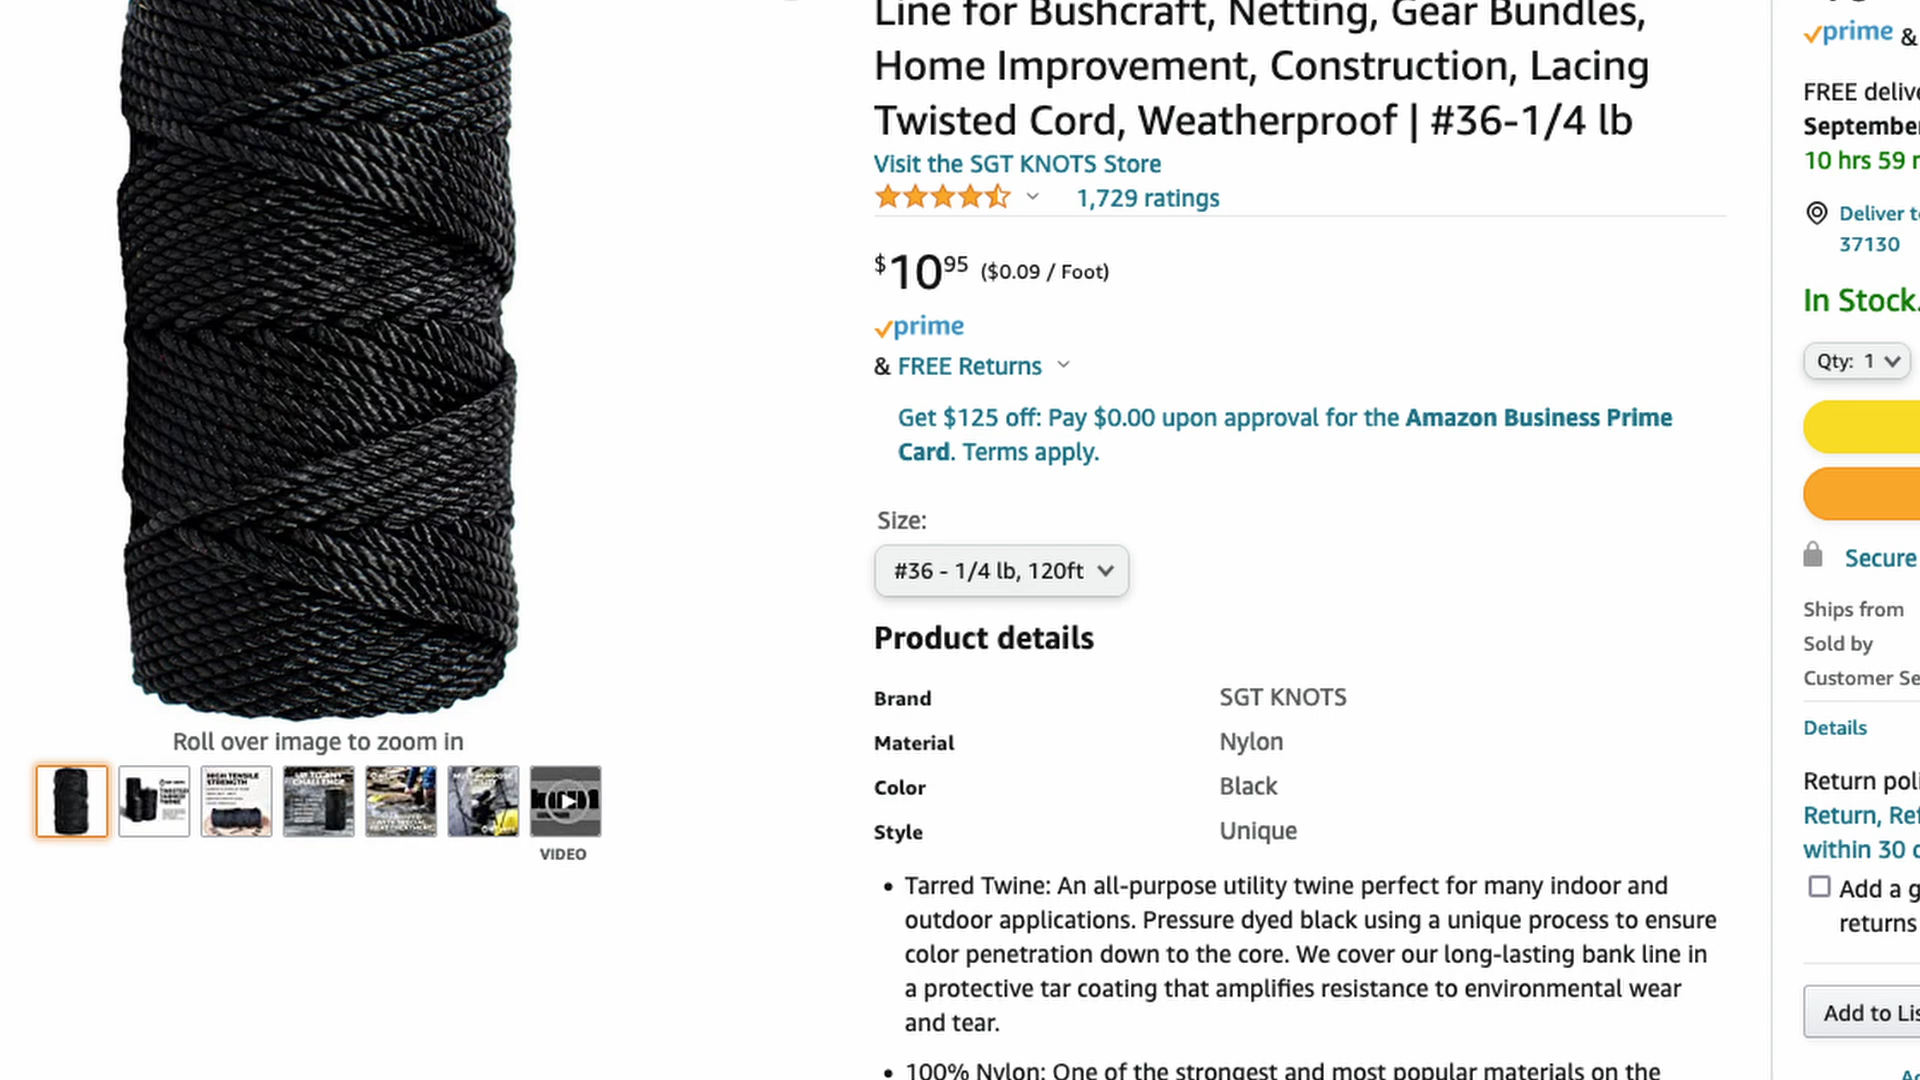 Line for Bushcraft, Netting, Gear Bundles,
Home Improvement, Construction, Lacing
Twisted Cord, Weatherproof | #36-1/4 lb
Visit the SGT KNOTS Store
1,729 ratings
$10 95 ($0.09 / Foot)
prime
& FREE Returns
Get $125 off: Pay $0.00 upon approval for the Amazon Business Prime
Card. Terms apply.
Size:
#36 - 1/4 lb, 120ft
Product details
Brand SGT KNOTS
Material Nylon
Color Black
Style Unique
• Tarred Twine: An all-purpose utility twine perfect for many indoor and
outdoor applications. Pressure dyed black using a unique process to ensure
color penetration down to the core. We cover our long-lasting bank line in
a protective tar coating that amplifies resistance to environmental wear
and tear.
• 100% Nylon: One of the strongest and most popular materials on the
Roll over image to zoom in
HIGH TENSILE
STRENGTH
VIDEO
prime &
FREE
September
10 hrs 59
Deliver
37130
In Stock.
Qty: 1
Secure
Ships from
Sold by
Customer
Details
Return
Return,
within 30
Add a
returns
Add to